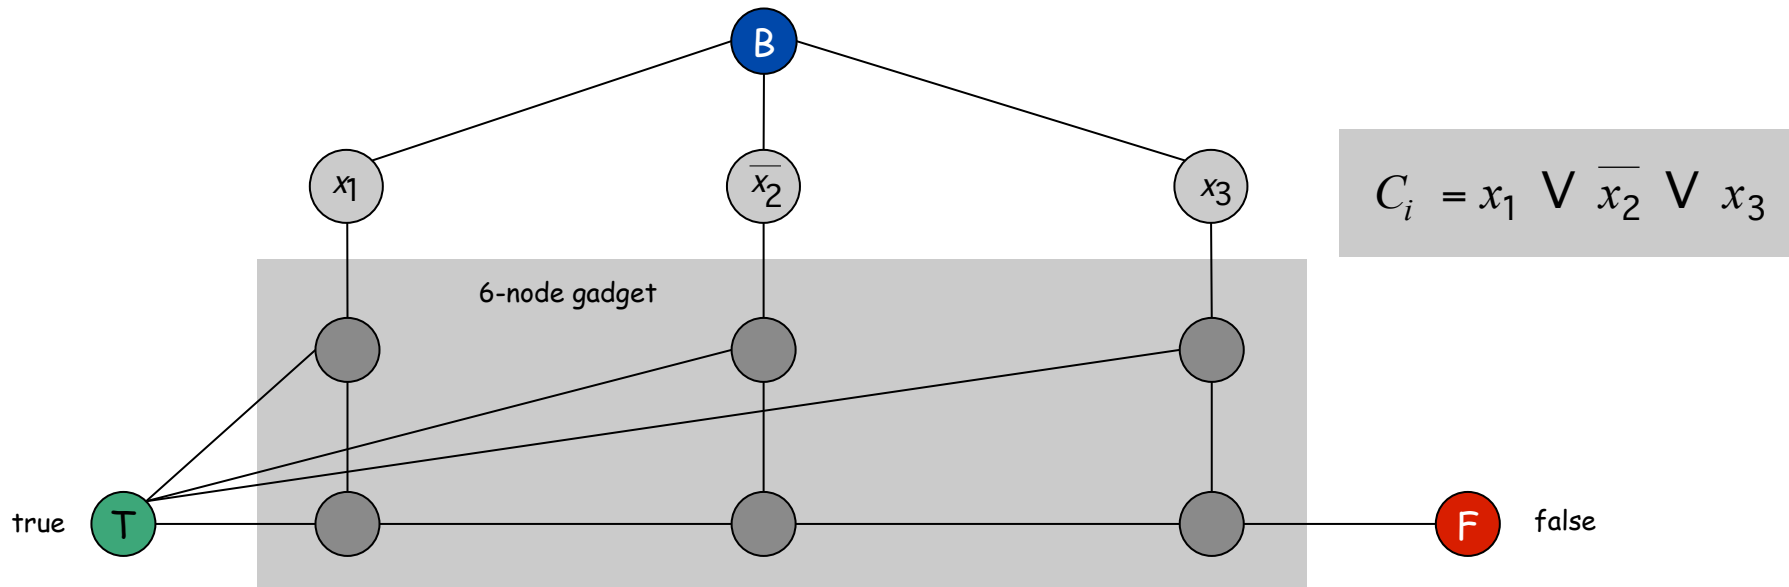 B
x₁
x̅₂
x₃
Cᵢ = x₁ V x̅₂ V x₃
6-node gadget
true
T
F
false